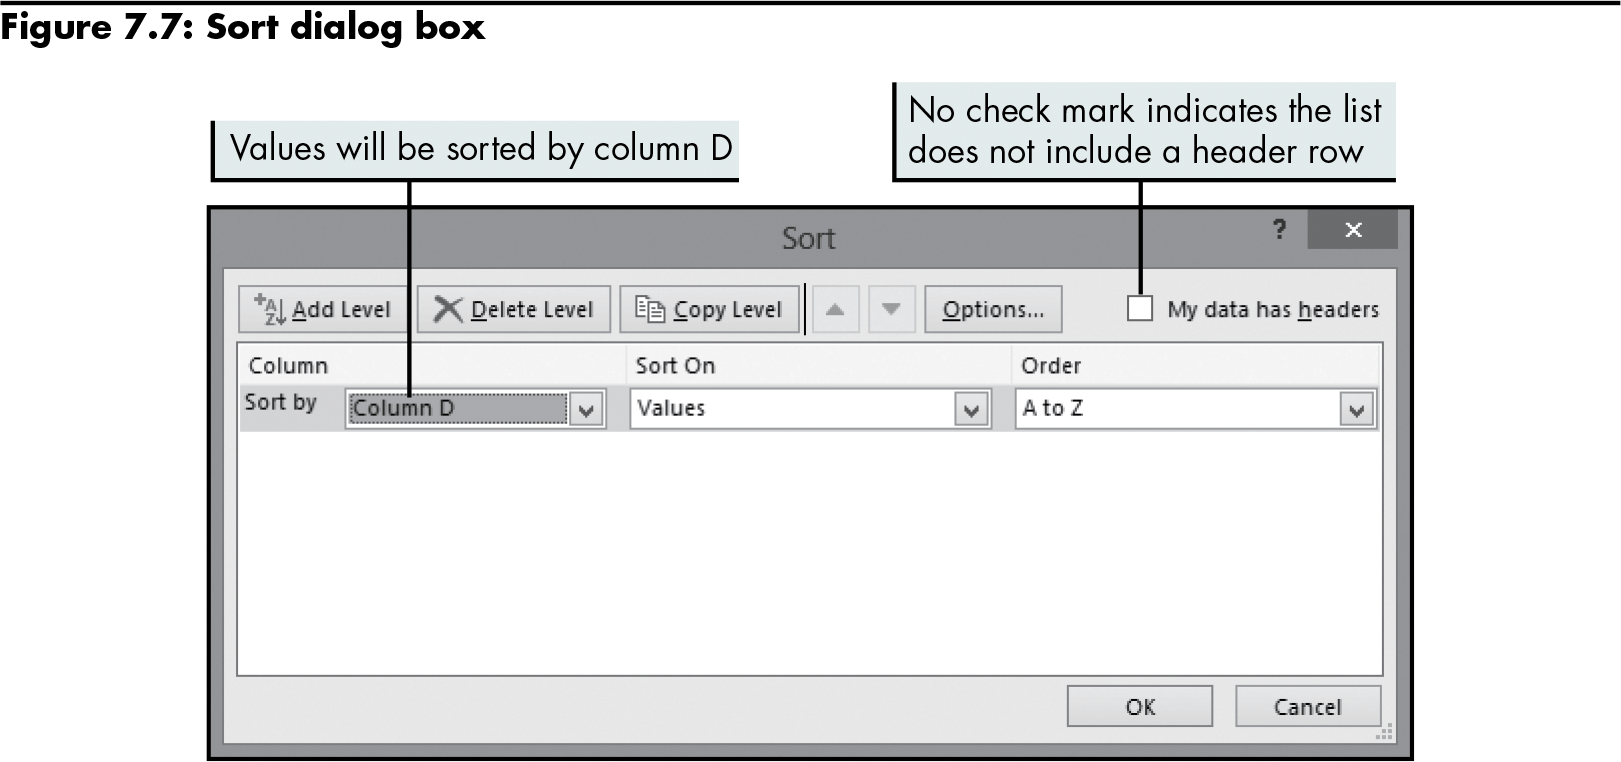 Figure 7.7: Sort dialog box
Values will be sorted by column D
No check mark indicates the list
does not include a header row
Sort
?
Add Level
Delete Level
Copy Level
Options...
My data has headers
Column
Sort On
Order
Sort by
Column D
Values
A to Z
OK
Cancel